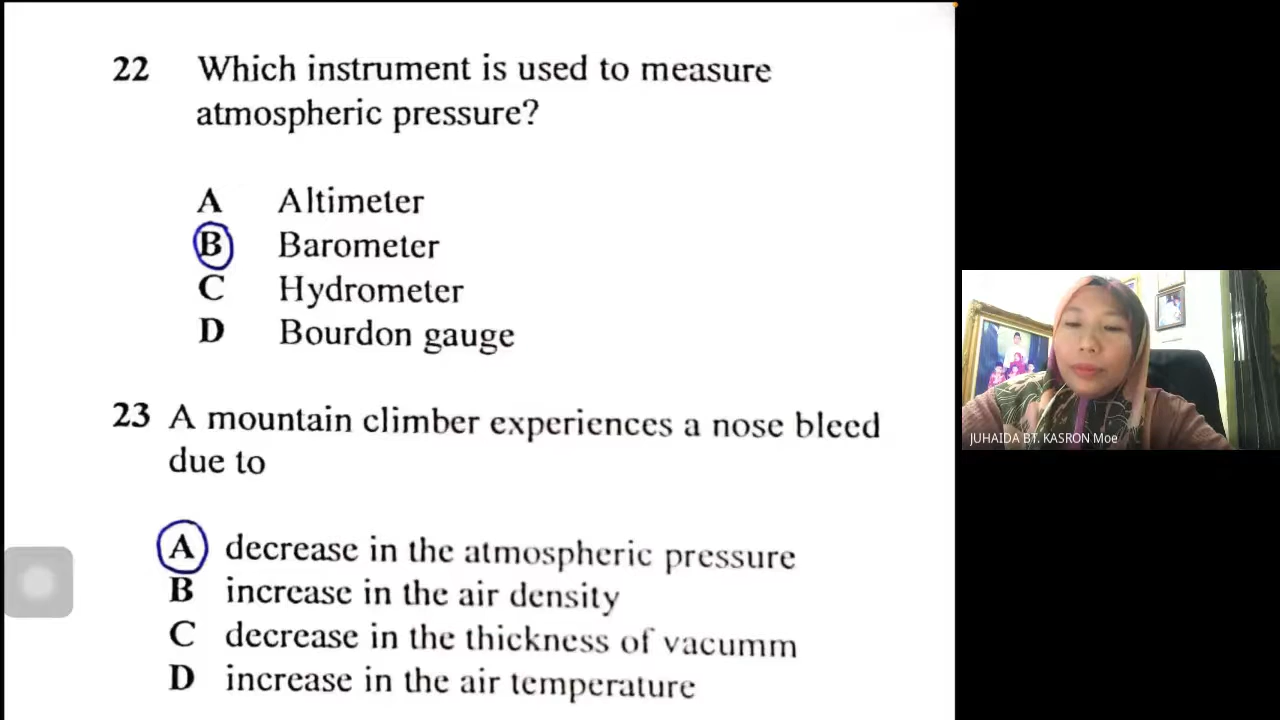 22 Which instrument is used to measure
atmospheric pressure?
A Altimeter
B Barometer
C Hydrometer
D Bourdon gauge
23 A mountain climber experiences a nose bleed
due to
A decrease in the atmospheric pressure
B increase in the air density
C decrease in the thickness of vacumm
D increase in the air temperature
JUHAIDA BT. KASRON Moe